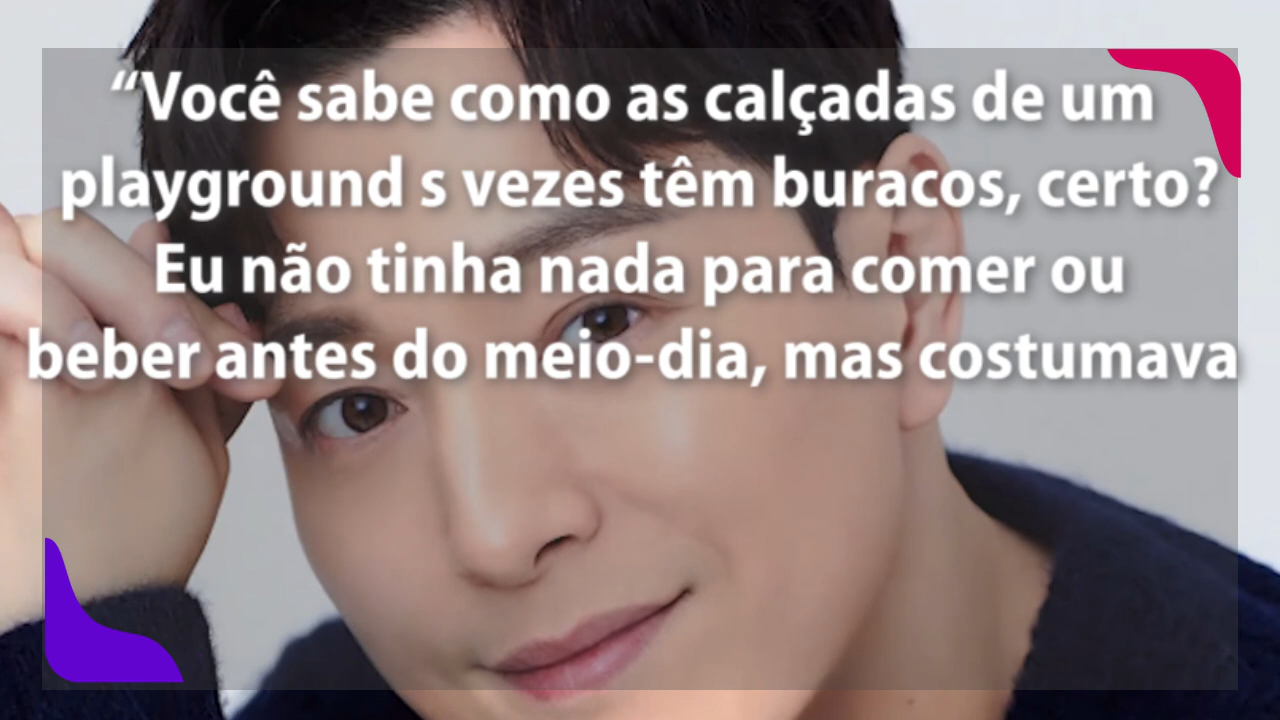 “Você sabe como as calçadas de um
playground s vezes têm buracos, certo?
Eu não tinha nada para comer ou
beber antes do meio-dia, mas costumava